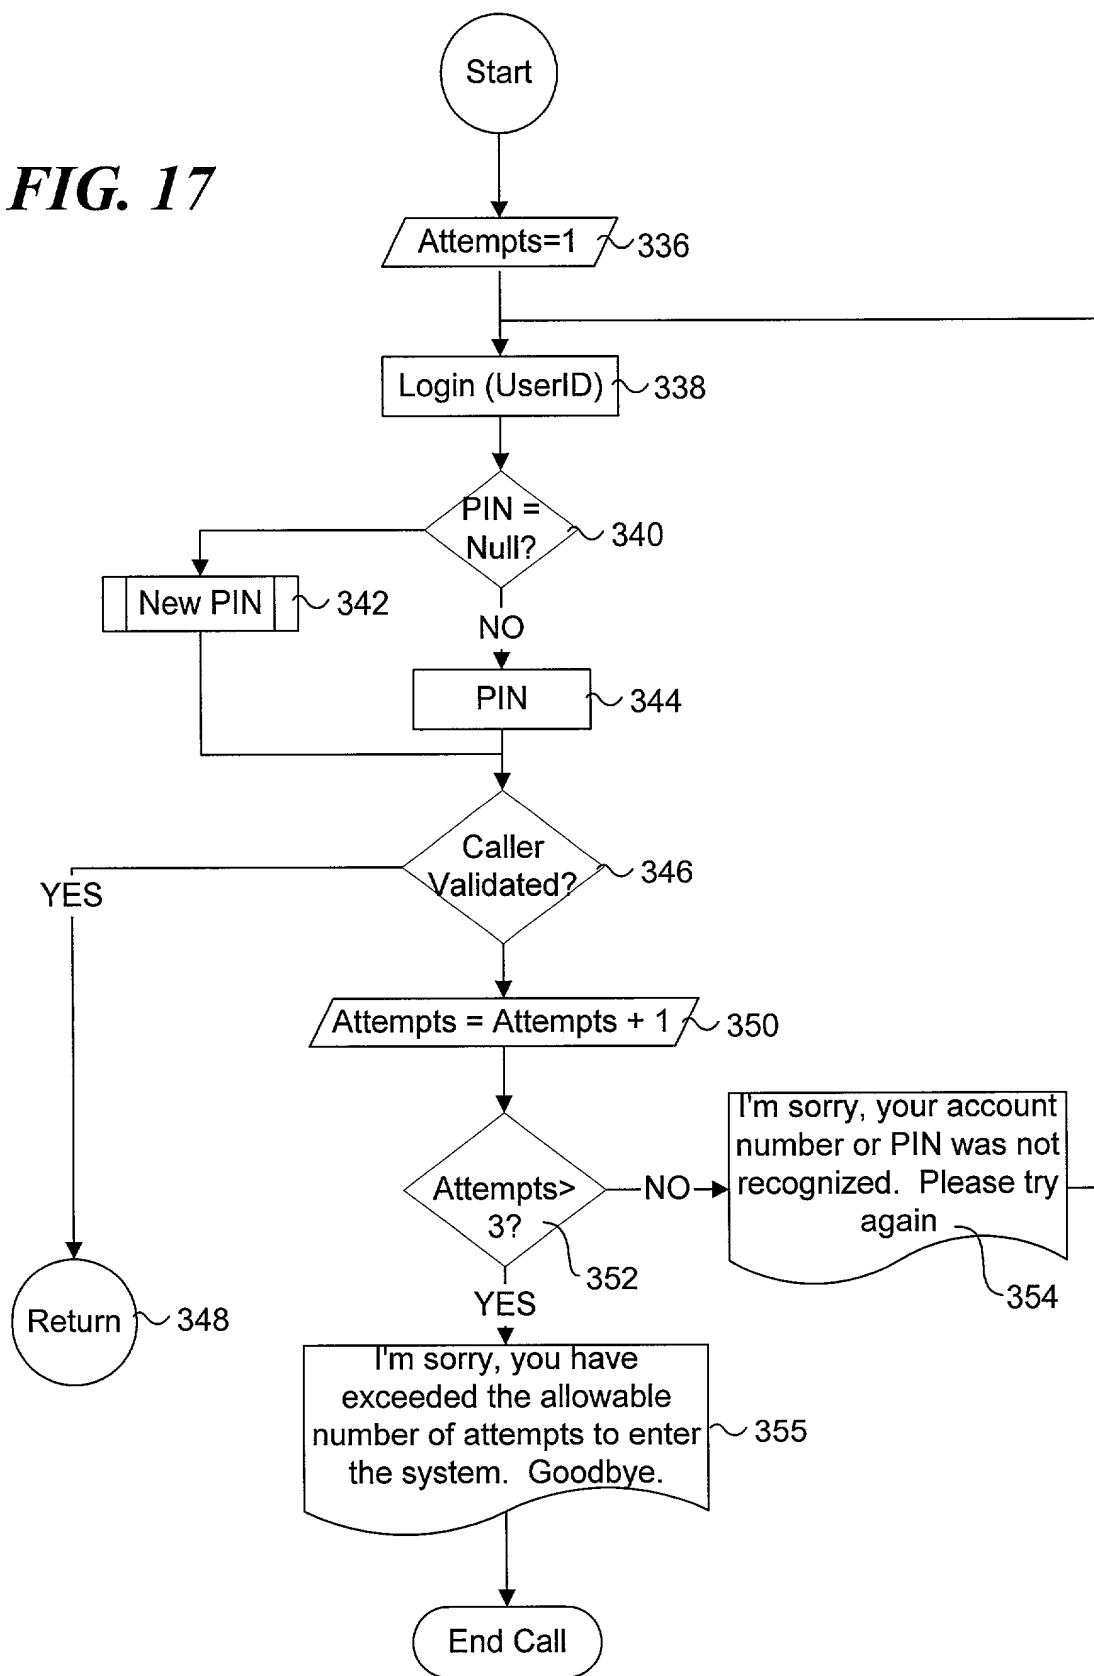 Start
FIG. 17
Attempts=1
336
Login (UserID)
338
PIN =
Null?
340
New PIN
342
NO
PIN
344
Caller
Validated?
346
YES
Attempts = Attempts + 1
350
I'm sorry, your account
number or PIN was not
recognized.  Please try
again
354
Attempts>
3?
NO
352
YES
Return
348
I'm sorry, you have
exceeded the allowable
number of attempts to enter
the system.  Goodbye.
355
End Call